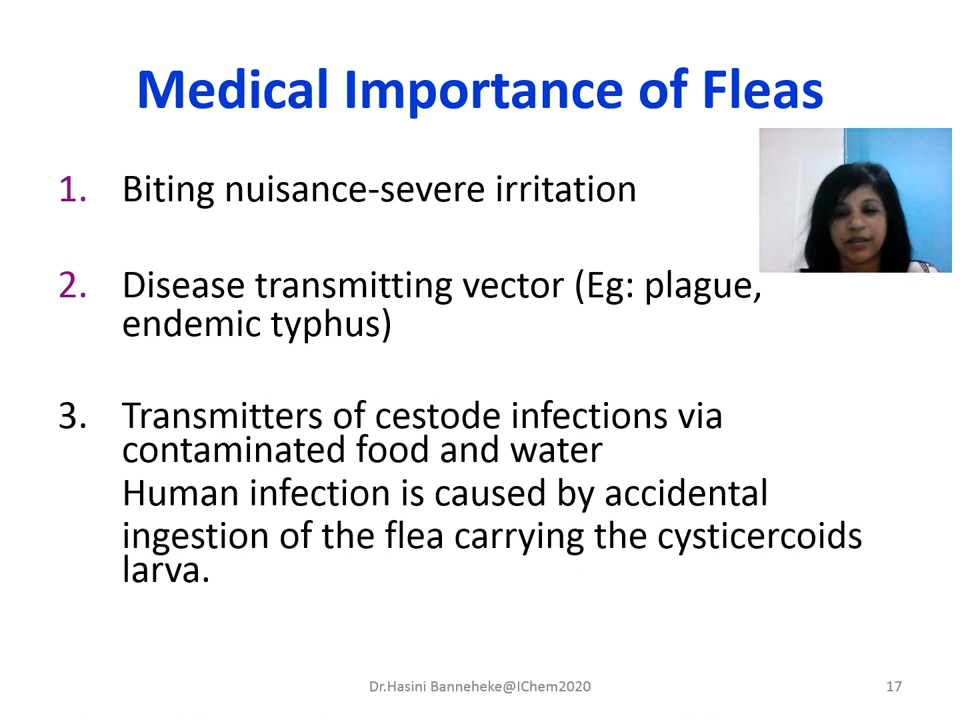 Medical Importance of Fleas
1. Biting nuisance-severe irritation
2. Disease transmitting vector (Eg: plague,
endemic typhus)
3. Transmitters of cestode infections via
contaminated food and water
Human infection is caused by accidental
ingestion of the flea carrying the cysticercoids
larva.
Dr.Hasini Banneheke@IChem2020
17